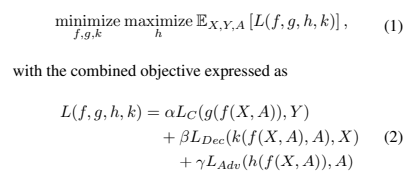 minimize maximize 𝔼_{X,Y,A} [L(f, g, h, k)] , (1)
f,g,k h
with the combined objective expressed as
L(f, g, h, k) = αL_C(g(f(X, A)), Y)
+ βL_{Dec}(k(f(X, A), A), X) (2)
+ γL_{Adv}(h(f(X, A)), A)